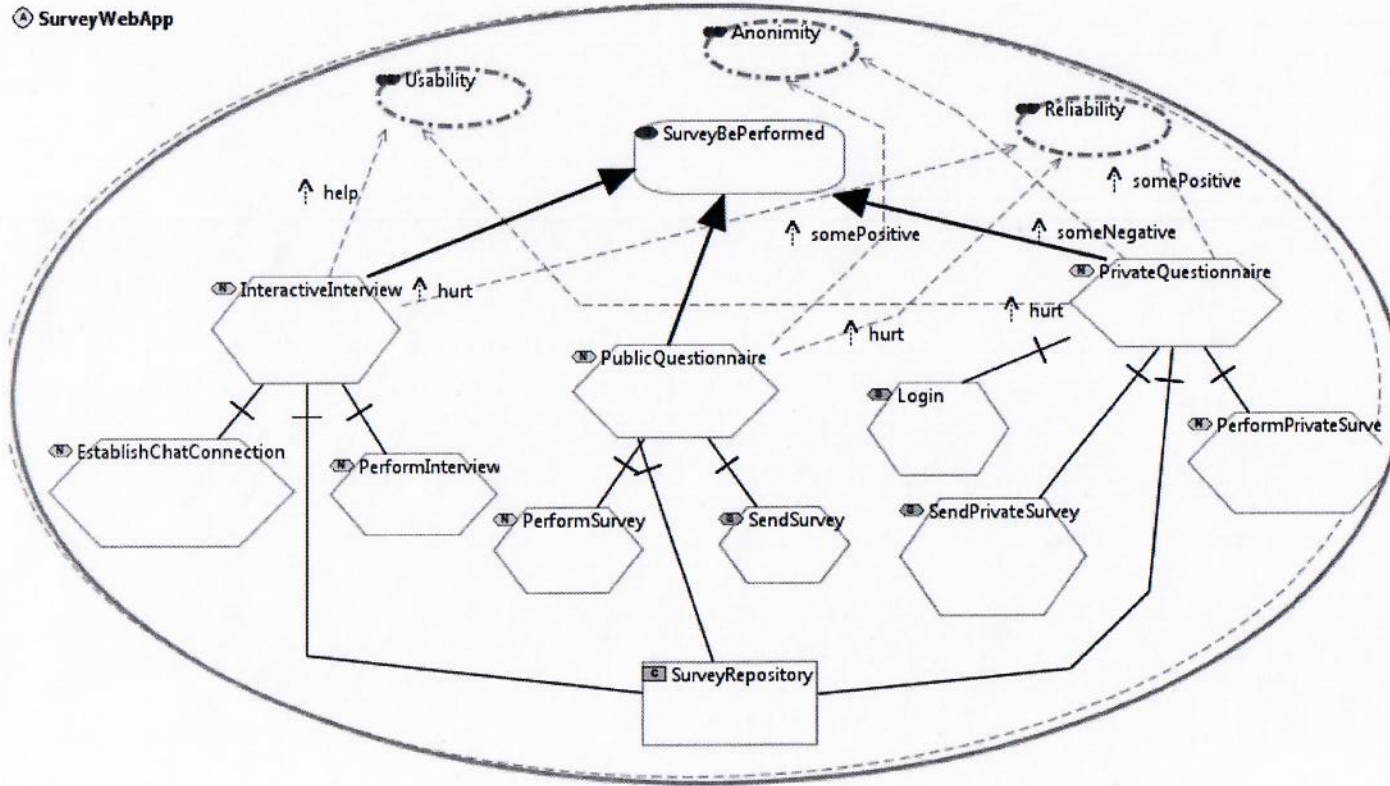 A SurveyWebApp
Anonimity
Usability
Reliability
SurveyBePerformed
help
somePositive
somePositive
someNegative
N InteractiveInterview
hurt
N PrivateQuestionnaire
hurt
hurt
N PublicQuestionnaire
S Login
N EstablishChatConnection
N PerformInterview
N PerformPrivateSurve
N PerformSurvey
S SendSurvey
S SendPrivateSurvey
C SurveyRepository